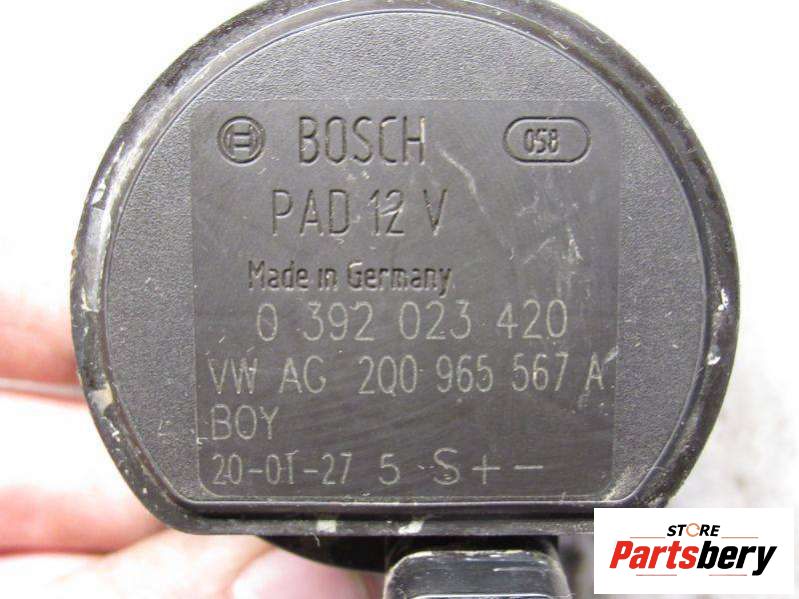 BOSCH 058
PAD 12 V
Made in Germany
0 392 023 420
VW AG 2Q0 965 567 A
BOY
20-01-27 5 S + -
STORE
Partsbery